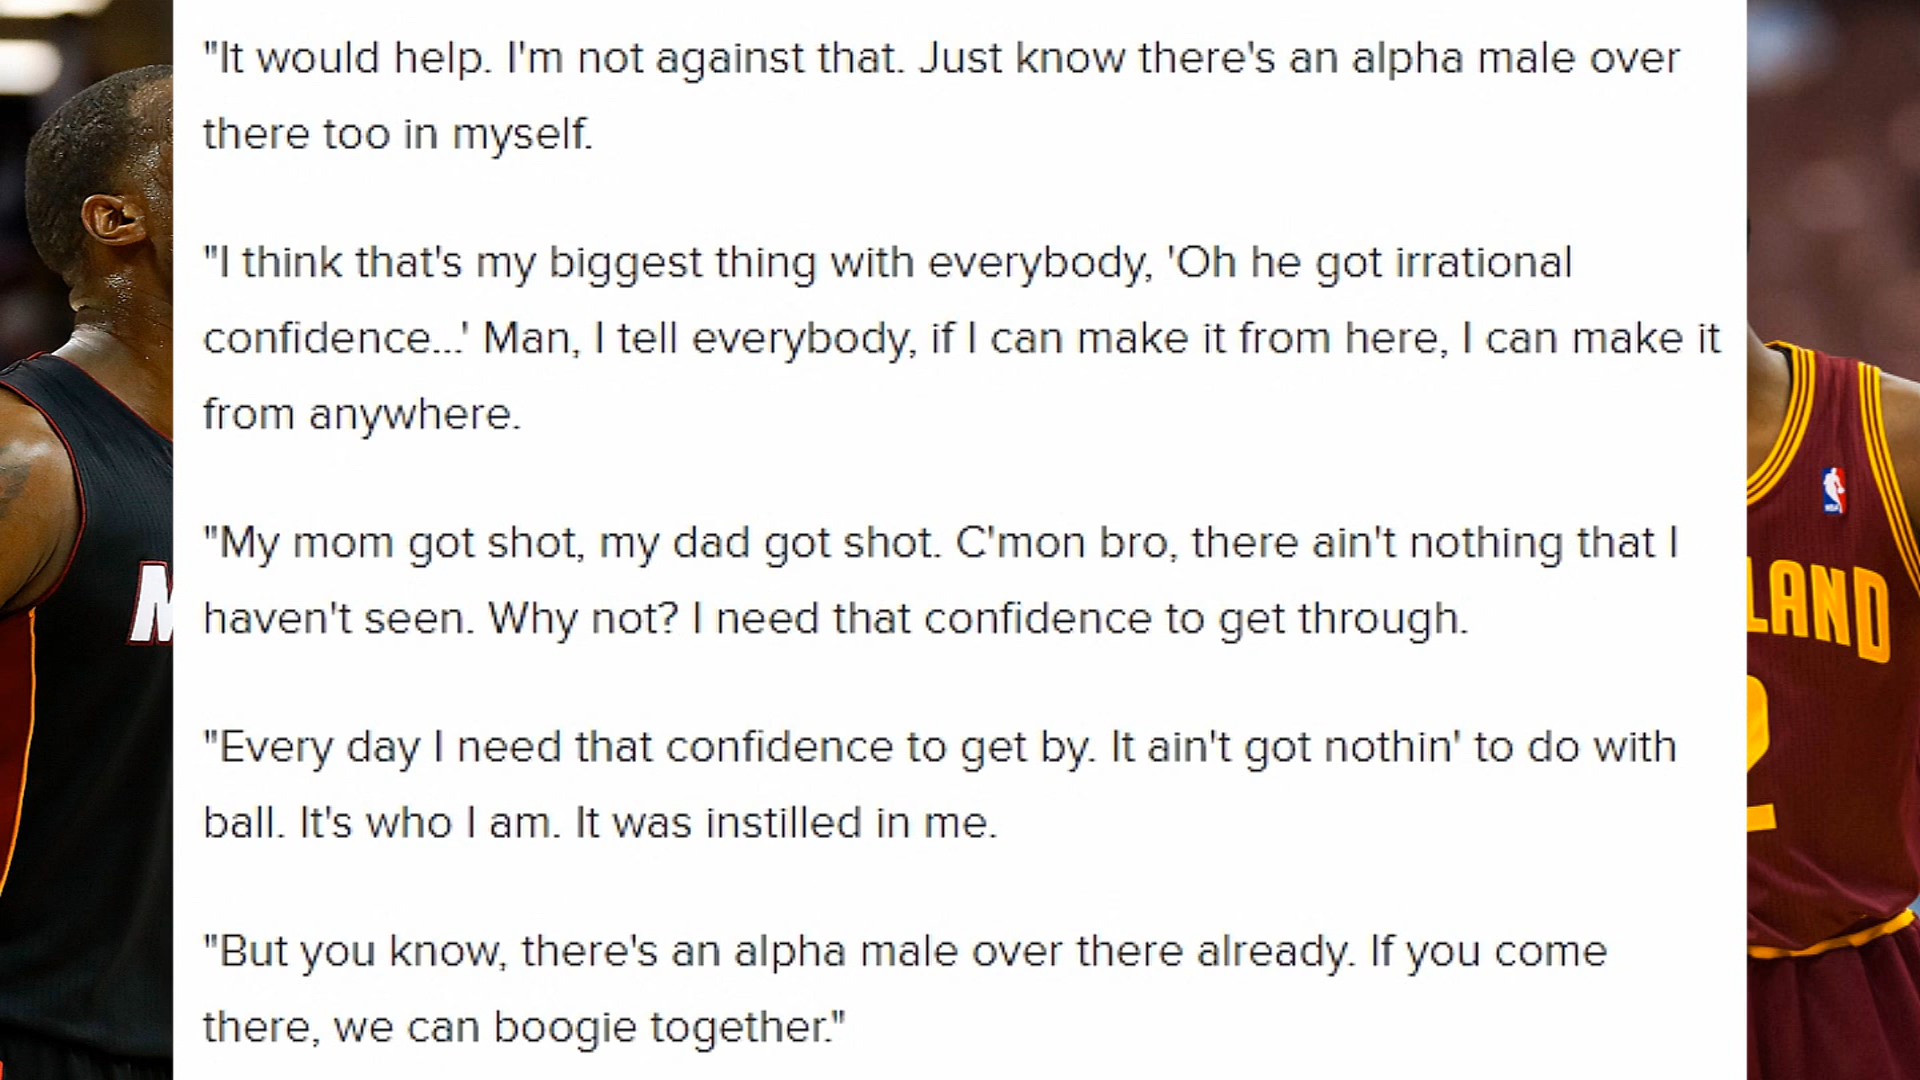 "It would help. I'm not against that. Just know there's an alpha male over
there too in myself.
"I think that's my biggest thing with everybody, 'Oh he got irrational
confidence...' Man, I tell everybody, if I can make it from here, I can make it
from anywhere.
"My mom got shot, my dad got shot. C'mon bro, there ain't nothing that I
haven't seen. Why not? I need that confidence to get through.
"Every day I need that confidence to get by. It ain't got nothin' to do with
ball. It's who I am. It was instilled in me.
"But you know, there's an alpha male over there already. If you come
there, we can boogie together."
M
LAND
2